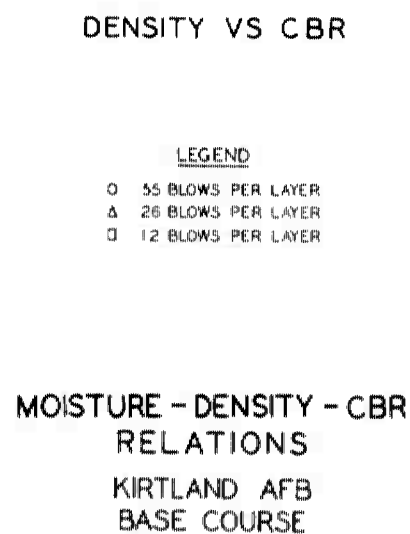 DENSITY VS CBR
LEGEND
55 BLOWS PER LAYER
26 BLOWS PER LAYER
12 BLOWS PER LAYER
MOISTURE - DENSITY - CBR
RELATIONS
KIRTLAND AFB
BASE COURSE